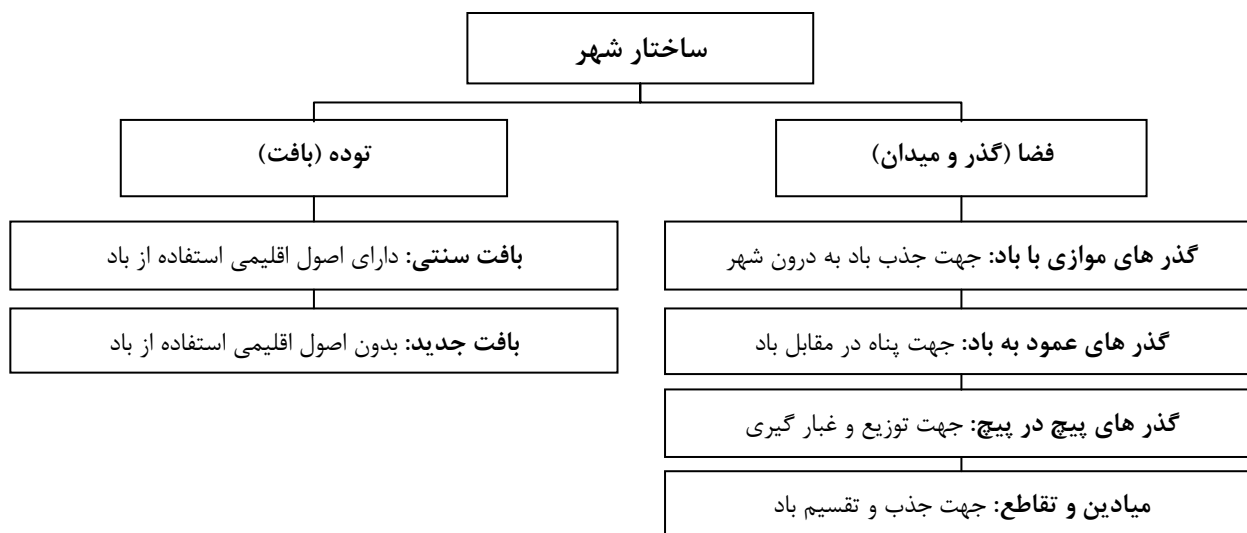 ساختار شهر
فضا (گذر و میدان)
توده (بافت)
گذر های موازی با باد: جهت جذب باد به درون شهر
گذر های عمود به باد: جهت پناه در مقابل باد
گذر های پیچ در پیچ: جهت توزیع و غبار گیری
میادین و تقاطع: جهت جذب و تقسیم باد
بافت سنتی: دارای اصول اقلیمی استفاده از باد
بافت جدید: بدون اصول اقلیمی استفاده از باد